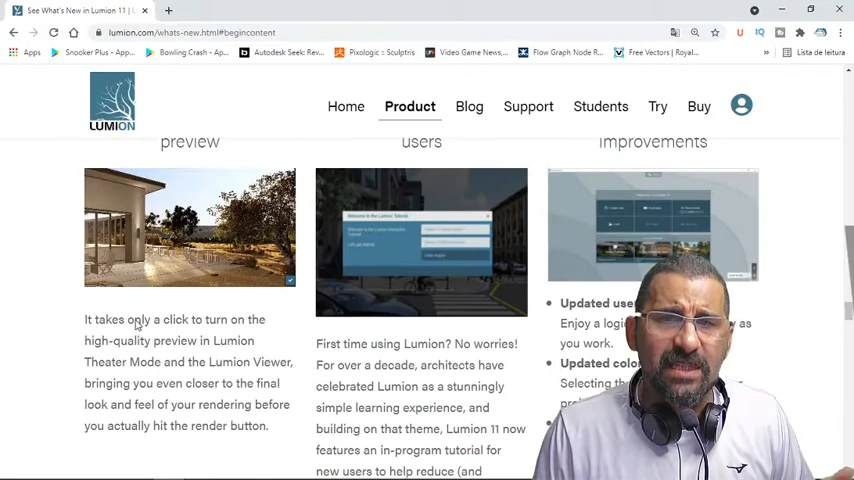 See What's New in Lumion 11 | L
lumion.com/whats-new.html#begincontent
Apps
Snooker Plus - App...
Bowling Crash - Ap...
Autodesk Seek: Rev...
Pixologic :: Sculptris
Video Game News,...
Flow Graph Node R...
Free Vectors | Royal...
Lista de leitura
LUMION
Home
Product
Blog
Support
Students
Try
Buy
preview
users
improvements
It takes only a click to turn on the
high-quality preview in Lumion
Theater Mode and the Lumion Viewer,
bringing you even closer to the final
look and feel of your rendering before
you actually hit the render button.
Welcome to the Lumion Tutorial
First time using Lumion? No worries!
For over a decade, architects have
celebrated Lumion as a stunningly
simple learning experience, and
building on that theme, Lumion 11 now
features an in-program tutorial for
new users to help reduce (and
Updated use
Enjoy a logi
as
you work.
Updated colo
Selecting the